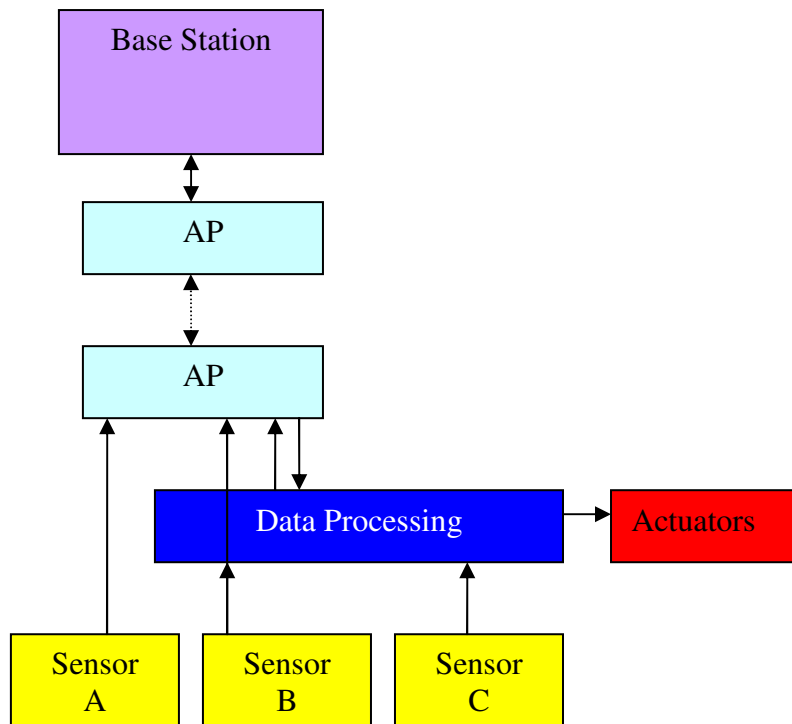 Base Station
AP
AP
Data Processing
Actuators
Sensor
A
Sensor
B
Sensor
C